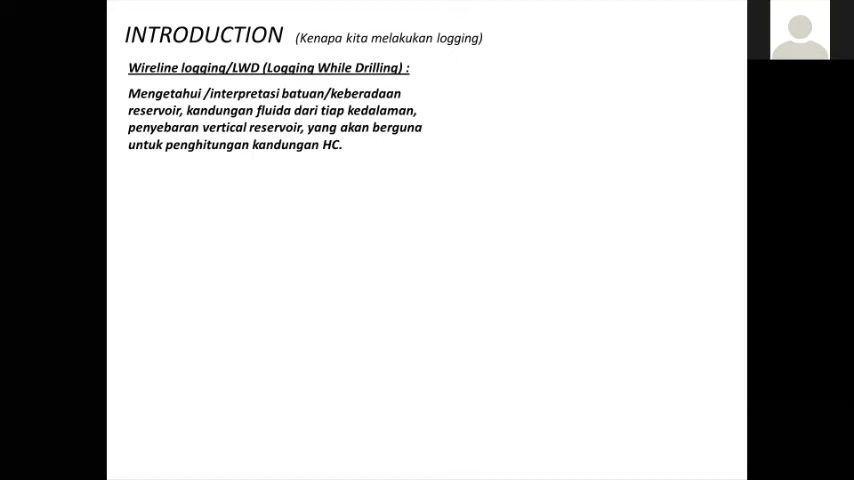 INTRODUCTION (Kenapa kita melakukan logging)
Wireline logging/LWD (Logging While Drilling) :
Mengetahui /interpretasi batuan/keberadaan
reservoir, kandungan fluida dari tiap kedalaman,
penyebaran vertical reservoir, yang akan berguna
untuk penghitungan kandungan HC.